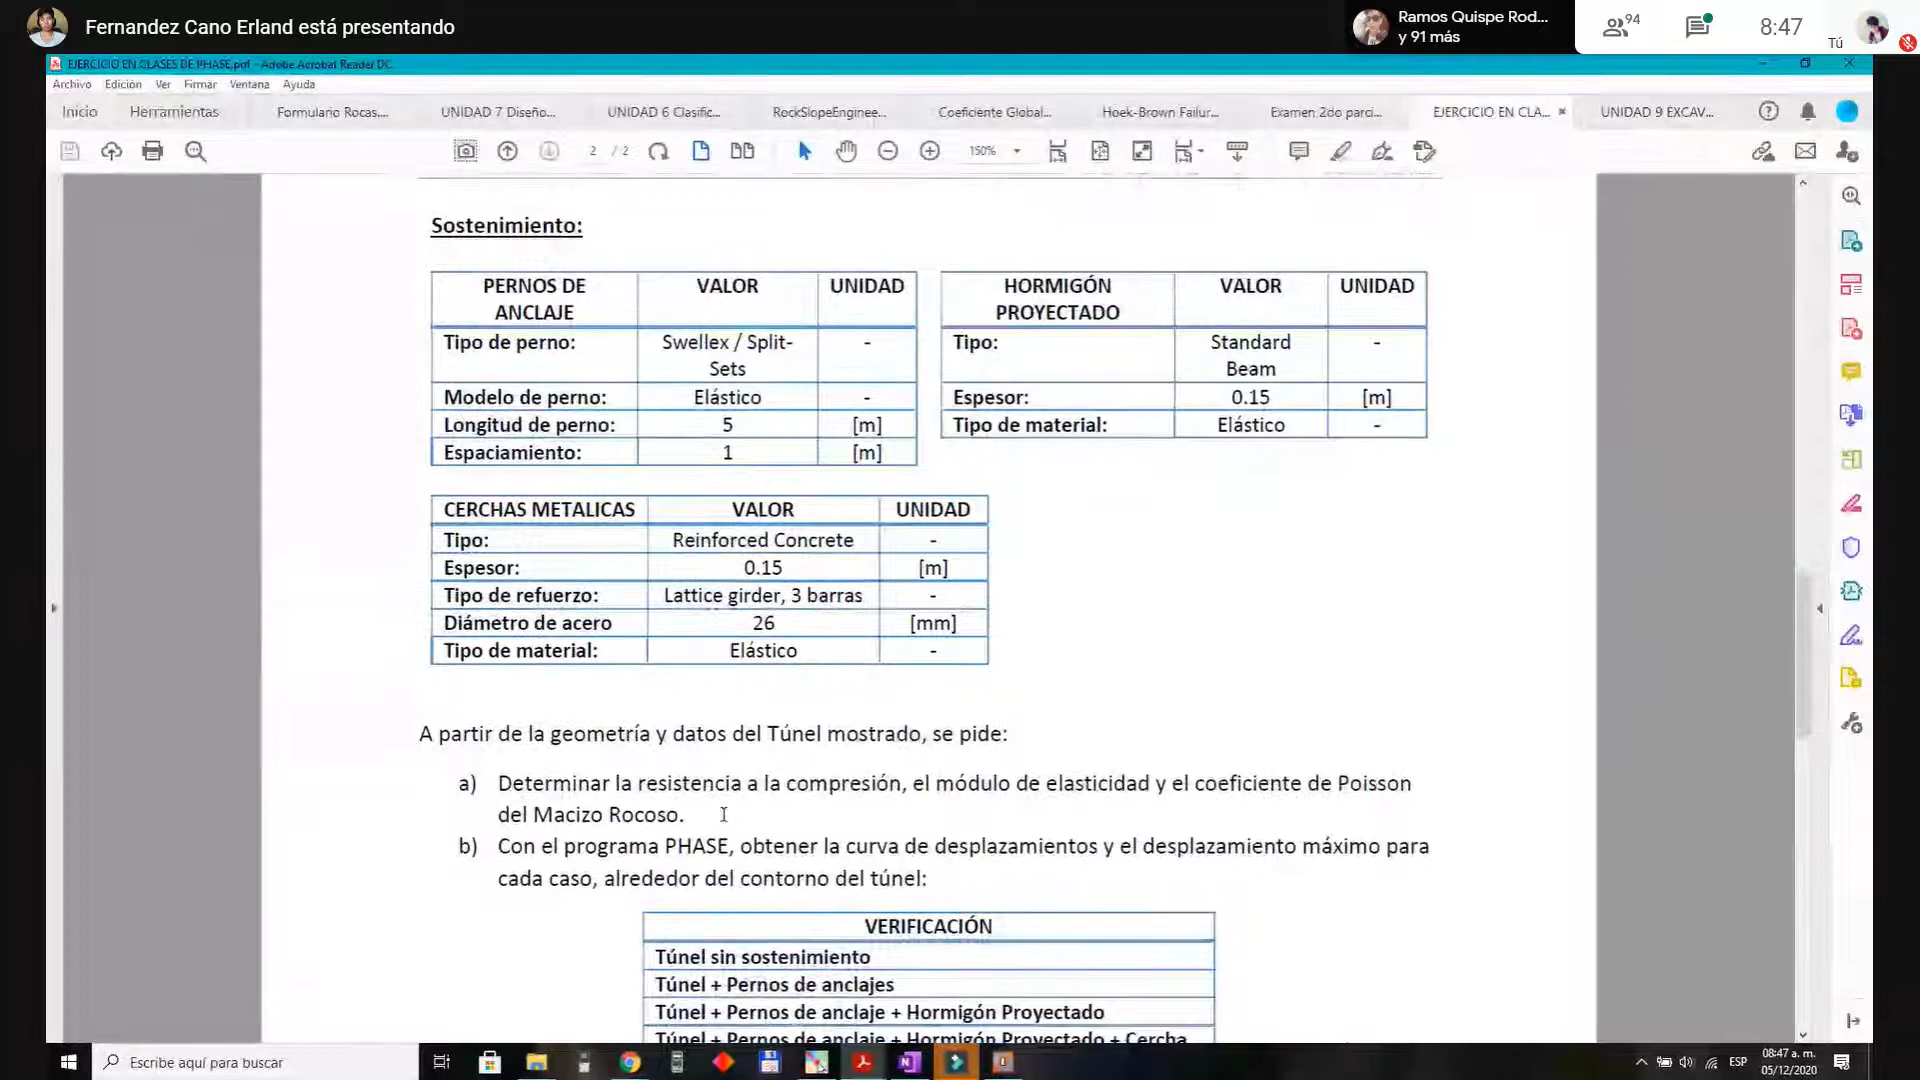 Fernandez Cano Erland está presentando
Ramos Quispe Rod...
y 91 más
94
8:47
Tú
EJERCICIO EN CLASES DE PHASE.pdf - Adobe Acrobat Reader DC
Archivo Edición Ver Firmar Ventana Ayuda
Inicio Herramientas Formulario Rocas.... UNIDAD 7 Diseño... UNIDAD 6 Clasific... RockSlopeEnginee... Coeficiente Global... Hoek-Brown Failur... Examen 2do parci... EJERCICIO EN CLA... UNIDAD 9 EXCAV...
2 / 2 150%
Sostenimiento:
PERNOS DE ANCLAJE VALOR UNIDAD
Tipo de perno: Swellex / Split-Sets -
Modelo de perno: Elástico -
Longitud de perno: 5 [m]
Espaciamiento: 1 [m]
HORMIGÓN PROYECTADO VALOR UNIDAD
Tipo: Standard Beam -
Espesor: 0.15 [m]
Tipo de material: Elástico -
CERCHAS METALICAS VALOR UNIDAD
Tipo: Reinforced Concrete -
Espesor: 0.15 [m]
Tipo de refuerzo: Lattice girder, 3 barras -
Diámetro de acero 26 [mm]
Tipo de material: Elástico -
A partir de la geometría y datos del Túnel mostrado, se pide:
a) Determinar la resistencia a la compresión, el módulo de elasticidad y el coeficiente de Poisson
del Macizo Rocoso.
b) Con el programa PHASE, obtener la curva de desplazamientos y el desplazamiento máximo para
cada caso, alrededor del contorno del túnel:
VERIFICACIÓN
Túnel sin sostenimiento
Túnel + Pernos de anclajes
Túnel + Pernos de anclaje + Hormigón Proyectado
Túnel + Pernos de anclaje + Hormigón Proyectado + Cercha
Escribe aquí para buscar
ESP
08:47 a. m.
05/12/2020